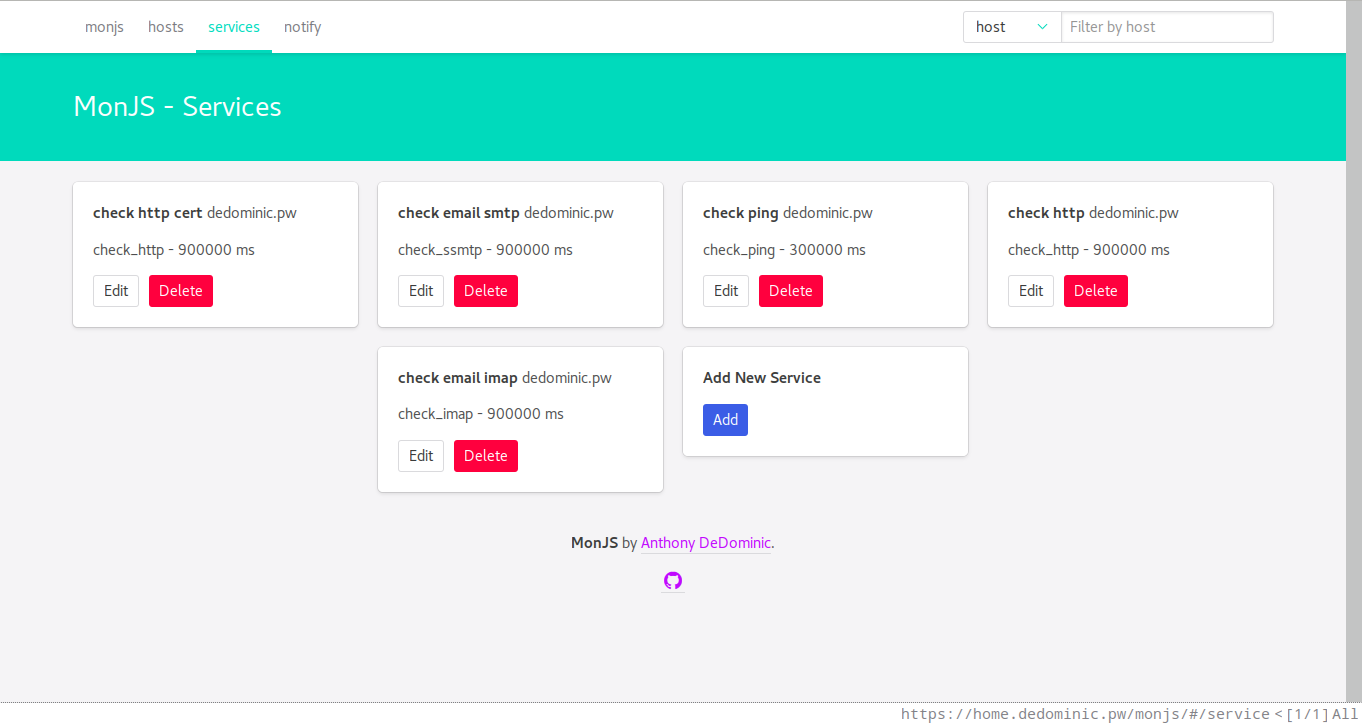 monjs hosts services notify host Filter by host
MonJS - Services
check http cert dedominic.pw
check_http - 900000 ms
Edit Delete
check email smtp dedominic.pw
check_ssmtp - 900000 ms
Edit Delete
check ping dedominic.pw
check_ping - 300000 ms
Edit Delete
check http dedominic.pw
check_http - 900000 ms
Edit Delete
check email imap dedominic.pw
check_imap - 900000 ms
Edit Delete
Add New Service
Add
MonJS by Anthony DeDominic.
https://home.dedominic.pw/monjs/#/service < [1/1] All